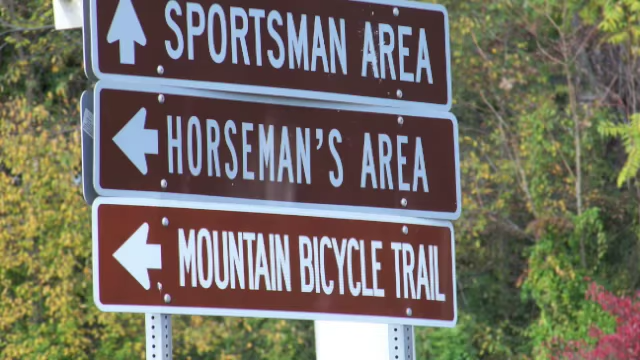 SPORTSMAN AREA
HORSEMAN'S AREA
MOUNTAIN BICYCLE TRAIL